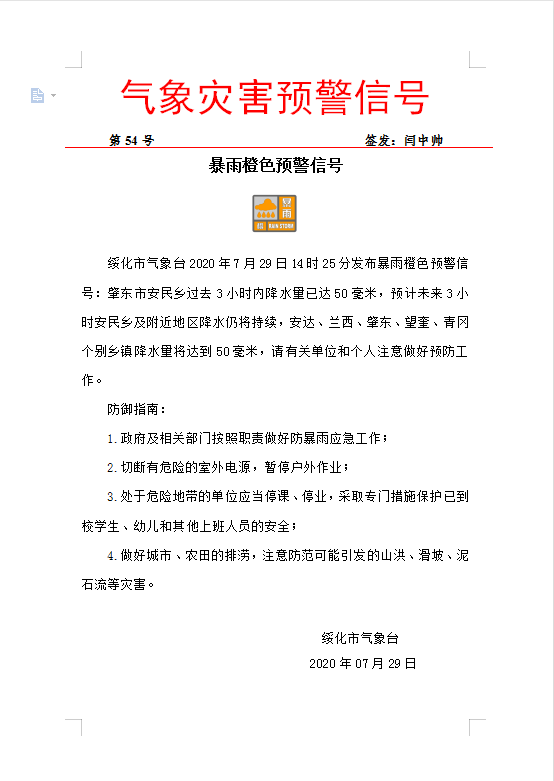 气象灾害预警信号
第 54 号 签发：闫中帅
暴雨橙色预警信号
暴雨
橙
RAIN STORM
绥化市气象台 2020 年 7 月 29 日 14 时 25 分发布暴雨橙色预警信
号：肇东市安民乡过去 3 小时内降水量已达 50 毫米，预计未来 3 小
时安民乡及附近地区降水仍将持续，安达、兰西、肇东、望奎、青冈
个别乡镇降水量将达到 50 毫米，请有关单位和个人注意做好预防工
作。
防御指南：
1.政府及相关部门按照职责做好防暴雨应急工作；
2.切断有危险的室外电源，暂停户外作业；
3.处于危险地带的单位应当停课、停业，采取专门措施保护已到
校学生、幼儿和其他上班人员的安全；
4.做好城市、农田的排涝，注意防范可能引发的山洪、滑坡、泥
石流等灾害。
绥化市气象台
2020 年 07 月 29 日